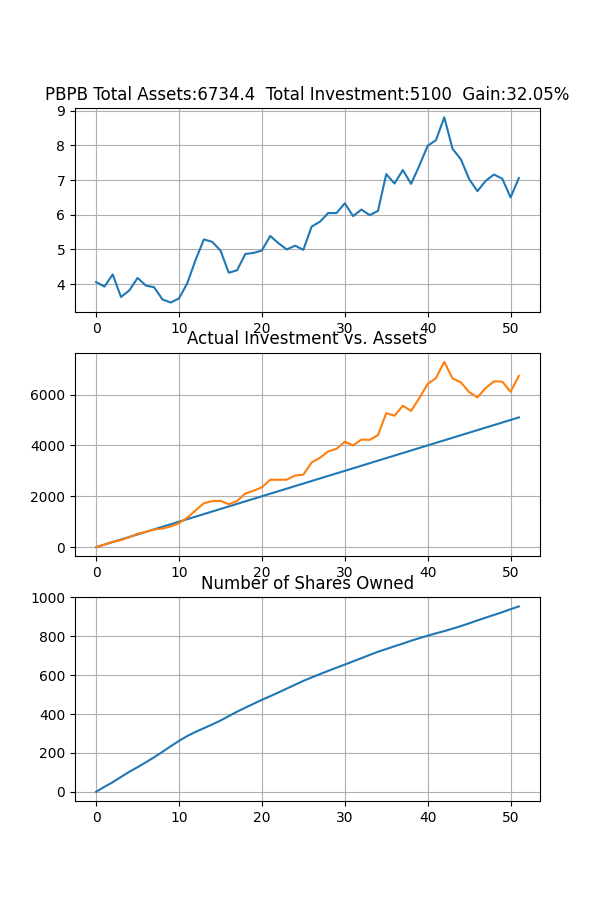 PBPB Total Assets:6734.4  Total Investment:5100  Gain:32.05%
9
8
7
6
5
4
0 10 20 30 40 50
Actual Investment vs. Assets
6000
4000
2000
0
0 10 20 30 40 50
Number of Shares Owned
1000
800
600
400
200
0
0 10 20 30 40 50